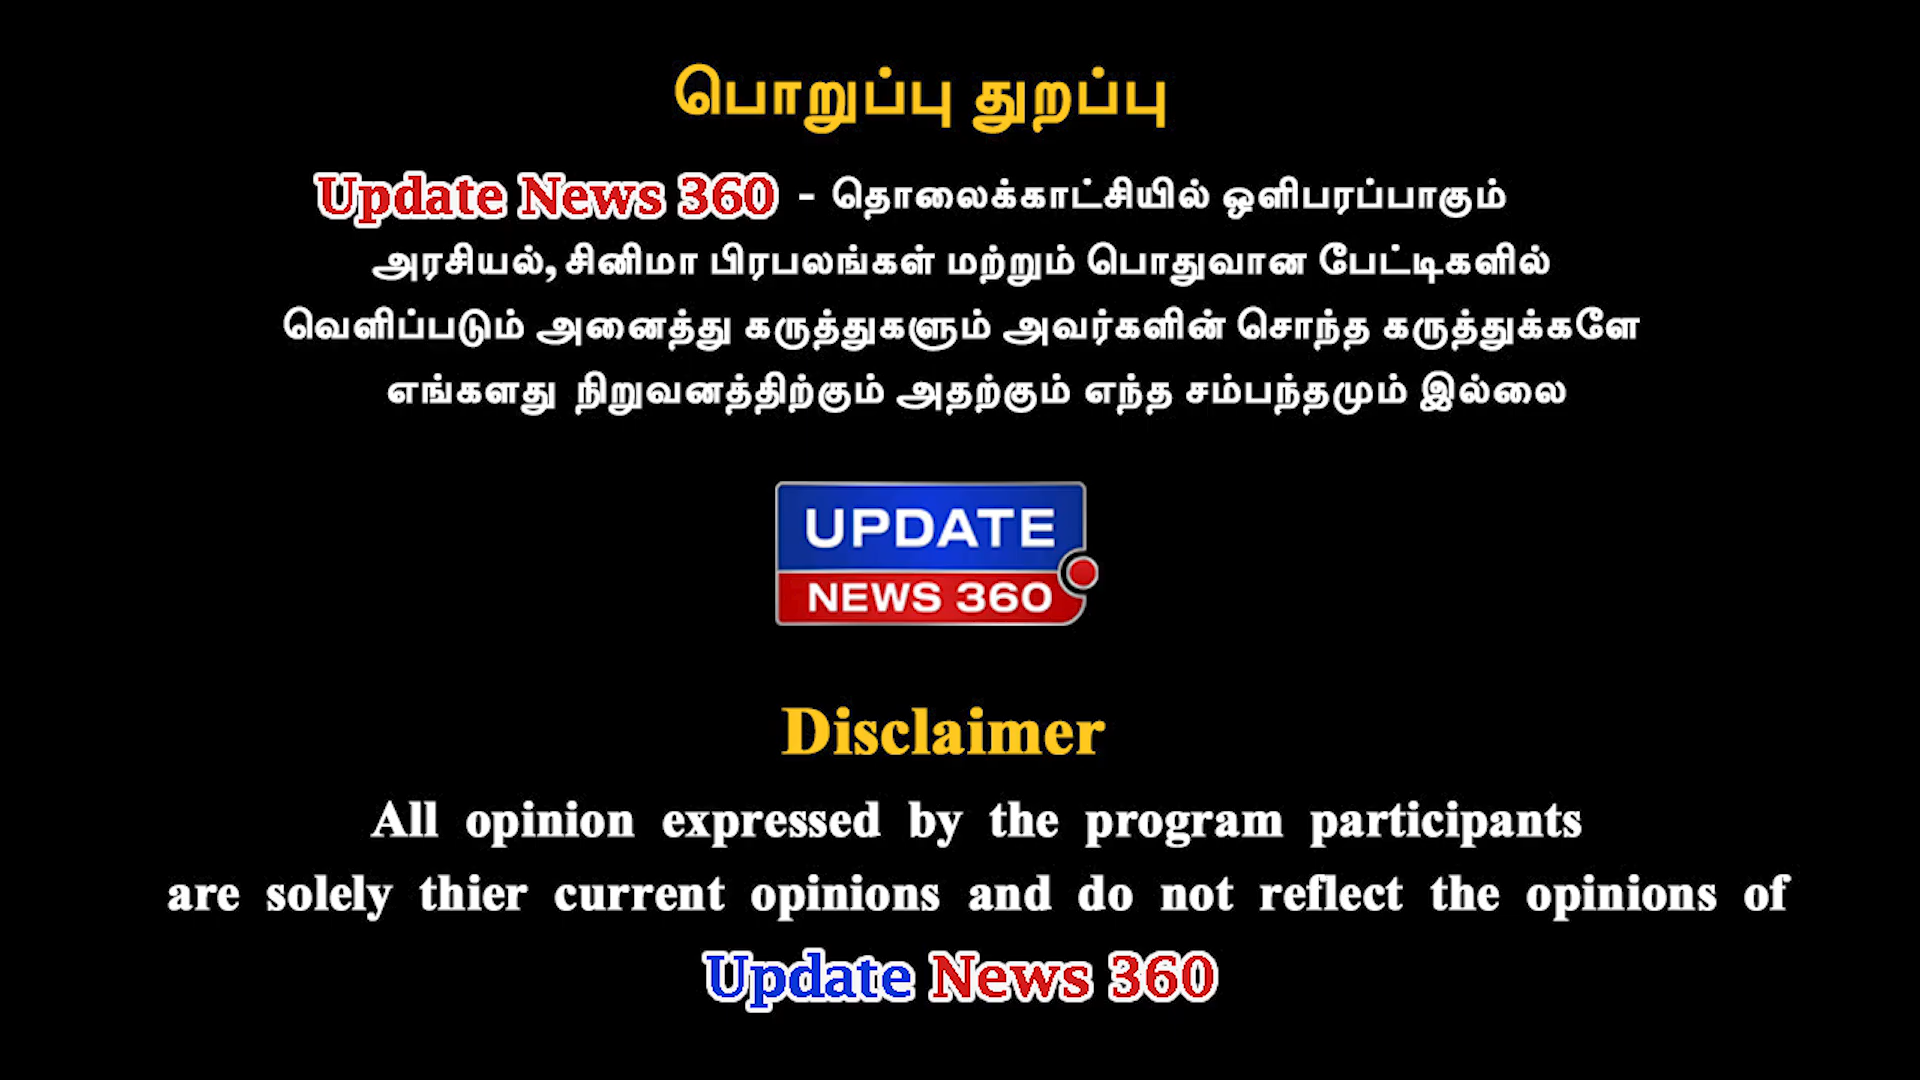 பொறுப்பு துறப்பு
Update News 360 - தொலைக்காட்சியில் ஒளிபரப்பாகும்
அரசியல், சினிமா பிரபலங்கள் மற்றும் பொதுவான பேட்டிகளில்
வெளிப்படும் அனைத்து கருத்துகளும் அவர்களின் சொந்த கருத்துக்களே
எங்களது நிறுவனத்திற்கும் அதற்கும் எந்த சம்பந்தமும் இல்லை
UPDATE
NEWS 360
Disclaimer
All opinion expressed by the program participants
are solely thier current opinions and do not reflect the opinions of
Update News 360